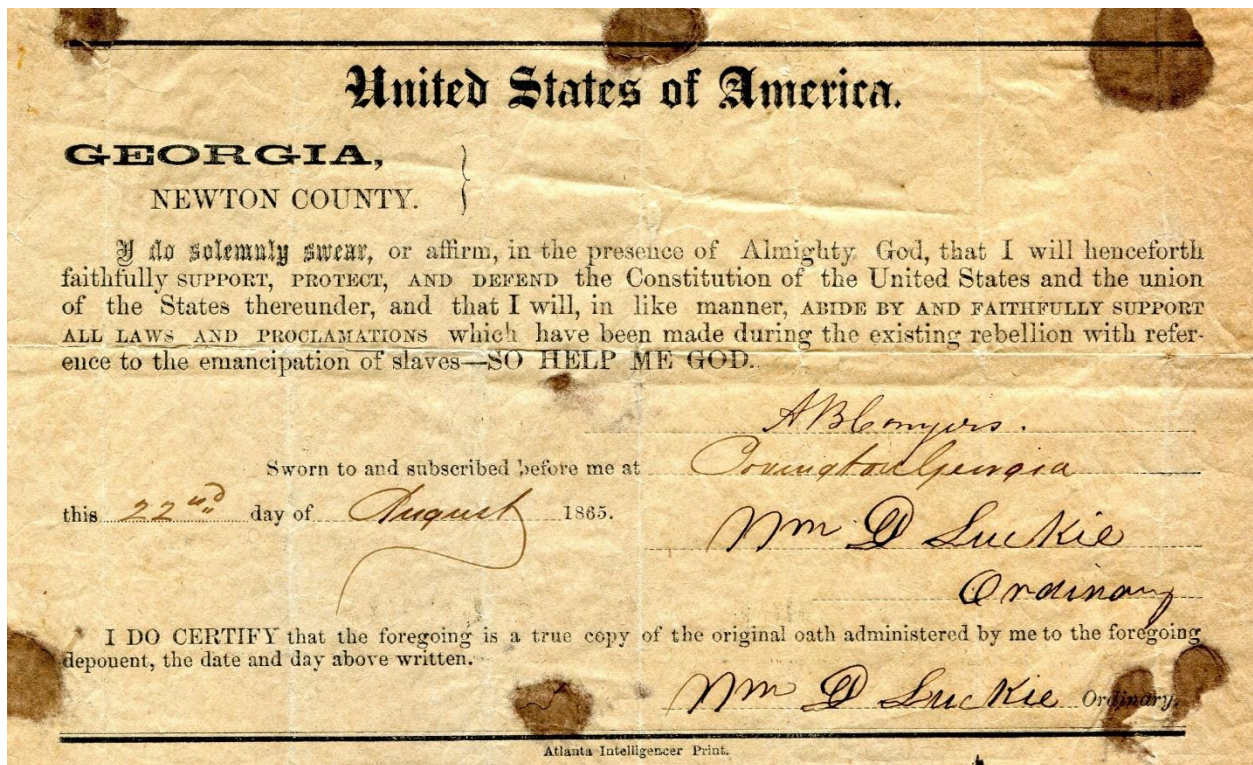 United States of America.
GEORGIA,
NEWTON COUNTY.
I do solemnly swear, or affirm, in the presence of Almighty God, that I will henceforth
faithfully SUPPORT, PROTECT, AND DEFEND the Constitution of the United States and the union
of the States thereunder, and that I will, in like manner, ABIDE BY AND FAITHFULLY SUPPORT
ALL LAWS AND PROCLAMATIONS which have been made during the existing rebellion with refer-
ence to the emancipation of slaves—SO HELP ME GOD.
A B Conyers.
Sworn to and subscribed before me at Covington Georgia
this 22nd day of August 1865.
Wm D Luckie
Ordinary
I DO CERTIFY that the foregoing is a true copy of the original oath administered by me to the foregoing
deponent, the date and day above written.
Wm D Luckie Ordinary.
Atlanta Intelligencer Print.